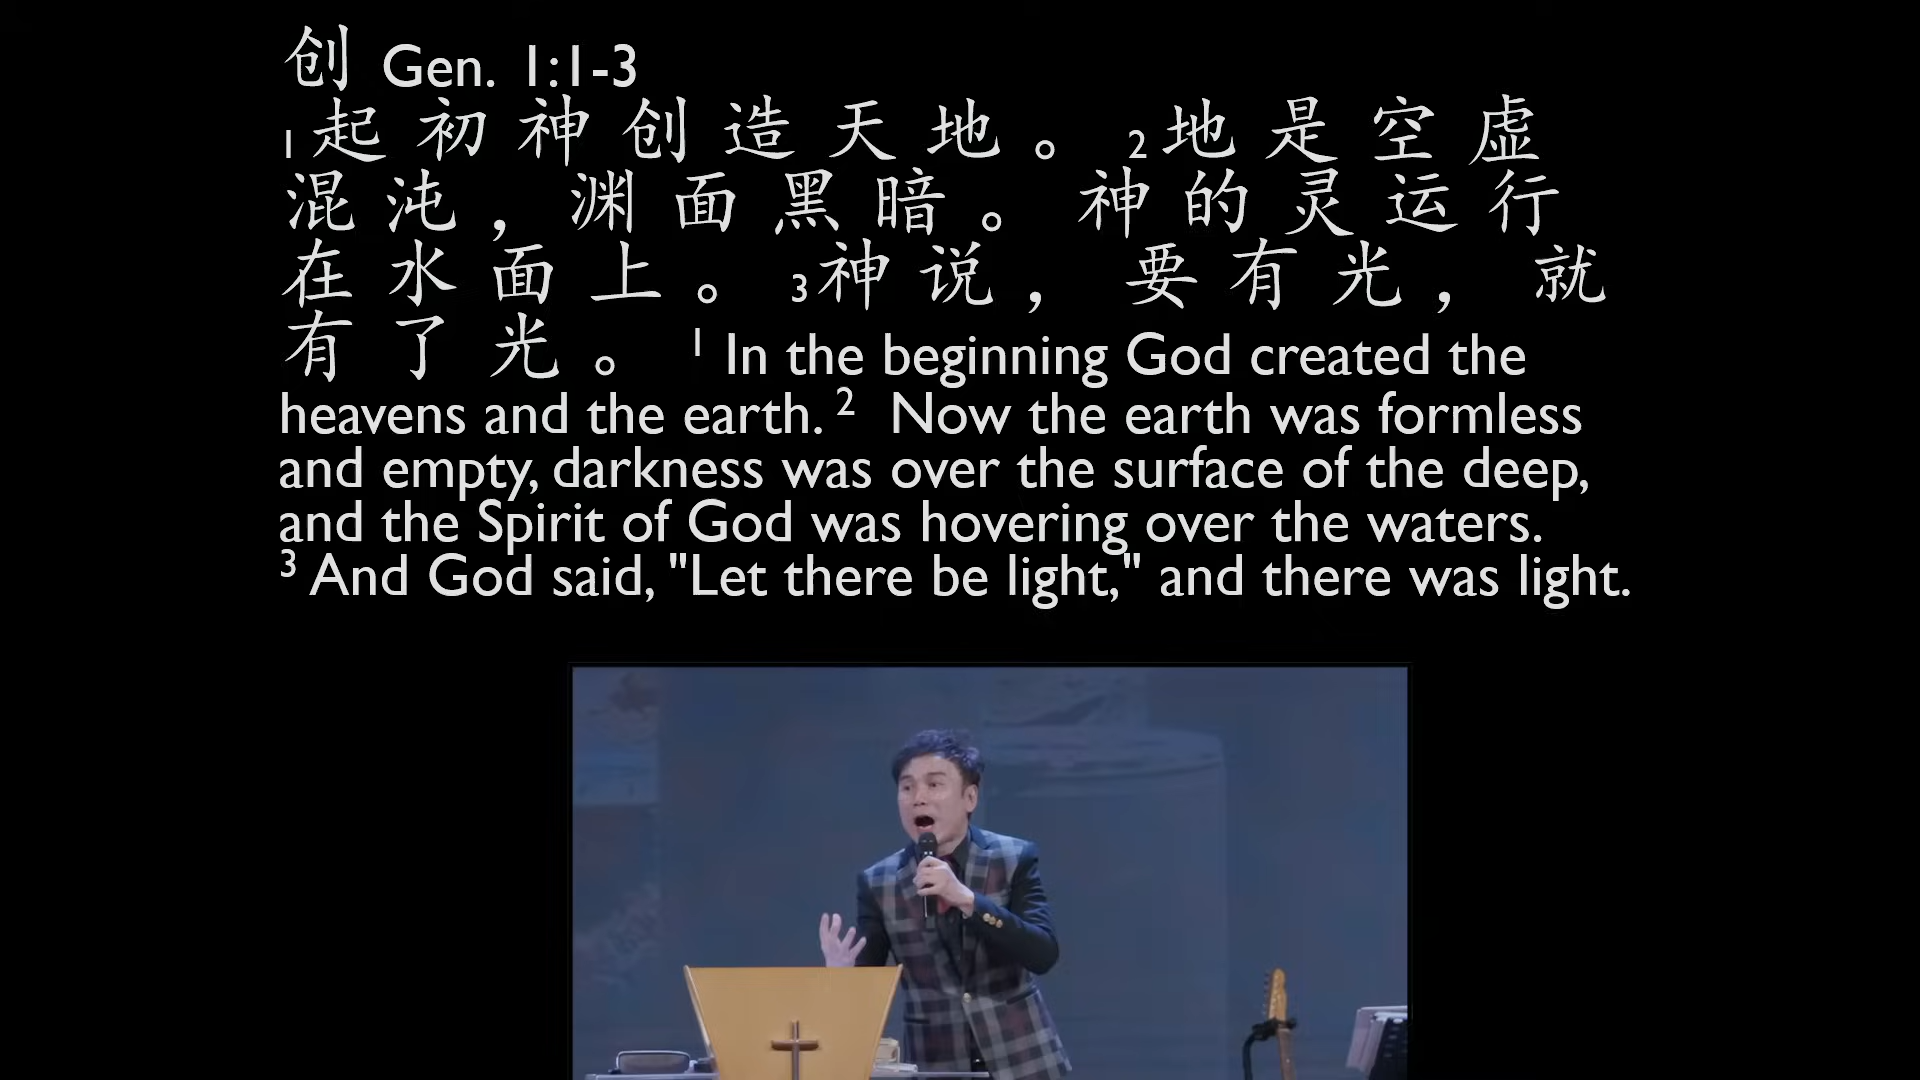 创 Gen. 1:1-3
1起初神创造天地。2地是空虚
混沌，渊面黑暗。神的灵运行
在水面上。3神说，要有光，就
有了光。 1 In the beginning God created the
heavens and the earth. 2 Now the earth was formless
and empty, darkness was over the surface of the deep,
and the Spirit of God was hovering over the waters.
3 And God said, "Let there be light," and there was light.